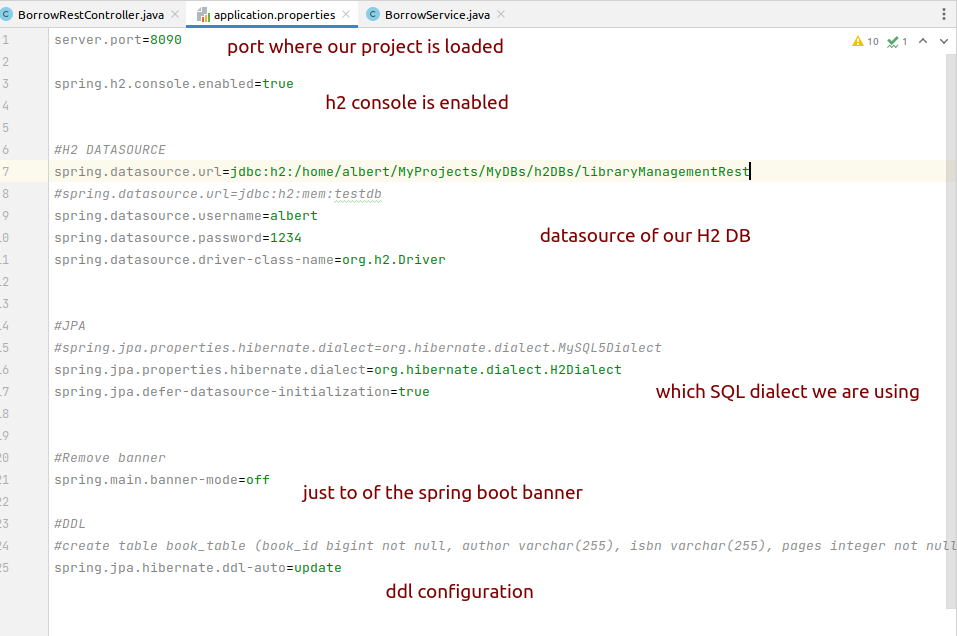 BorrowRestController.java
application.properties
BorrowService.java
1 server.port=8090
port where our project is loaded
10 1
2
3 spring.h2.console.enabled=true
4
h2 console is enabled
5
6 #H2 DATASOURCE
7 spring.datasource.url=jdbc:h2:/home/albert/MyProjects/MyDBs/h2DBs/libraryManagementRest
8 #spring.datasource.url=jdbc:h2:mem:testdb
9 spring.datasource.username=albert
10 spring.datasource.password=1234
datasource of our H2 DB
11 spring.datasource.driver-class-name=org.h2.Driver
12
13
14 #JPA
15 #spring.jpa.properties.hibernate.dialect=org.hibernate.dialect.MySQL5Dialect
16 spring.jpa.properties.hibernate.dialect=org.hibernate.dialect.H2Dialect
17 spring.jpa.defer-datasource-initialization=true
which SQL dialect we are using
18
19
20 #Remove banner
21 spring.main.banner-mode=off
just to of the spring boot banner
22
23 #DDL
24 #create table book_table (book_id bigint not null, author varchar(255), isbn varchar(255), pages integer not null
25 spring.jpa.hibernate.ddl-auto=update
ddl configuration